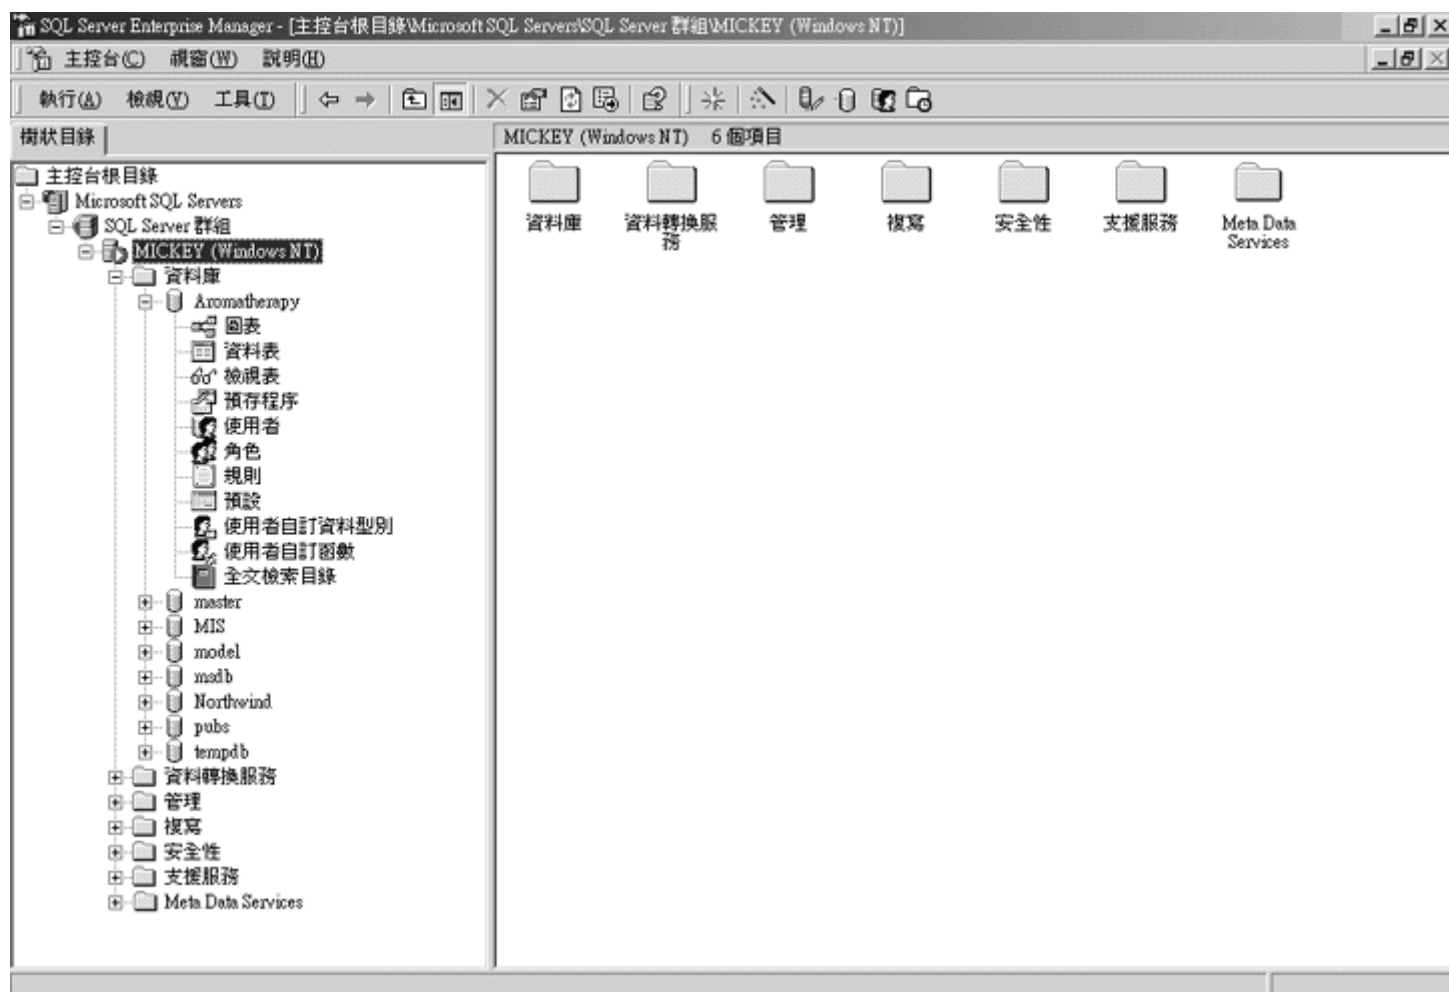 SQL Server Enterprise Manager - [主控台根目錄\Microsoft SQL Servers\SQL Server 群組\MICKEY (Windows NT)]
主控台(C) 視窗(W) 說明(H)
執行(A) 檢視(V) 工具(T)
樹狀目錄
MICKEY (Windows NT) 6 個項目
主控台根目錄
Microsoft SQL Servers
SQL Server 群組
MICKEY (Windows NT)
資料庫
Aromatherapy
圖表
資料表
檢視表
預存程序
使用者
角色
規則
預設
使用者自訂資料型別
使用者自訂函數
全文檢索目錄
master
MIS
model
msdb
Northwind
pubs
tempdb
資料轉換服務
管理
複寫
安全性
支援服務
Meta Data Services
資料庫
資料轉換服
務
管理
複寫
安全性
支援服務
Meta Data
Services